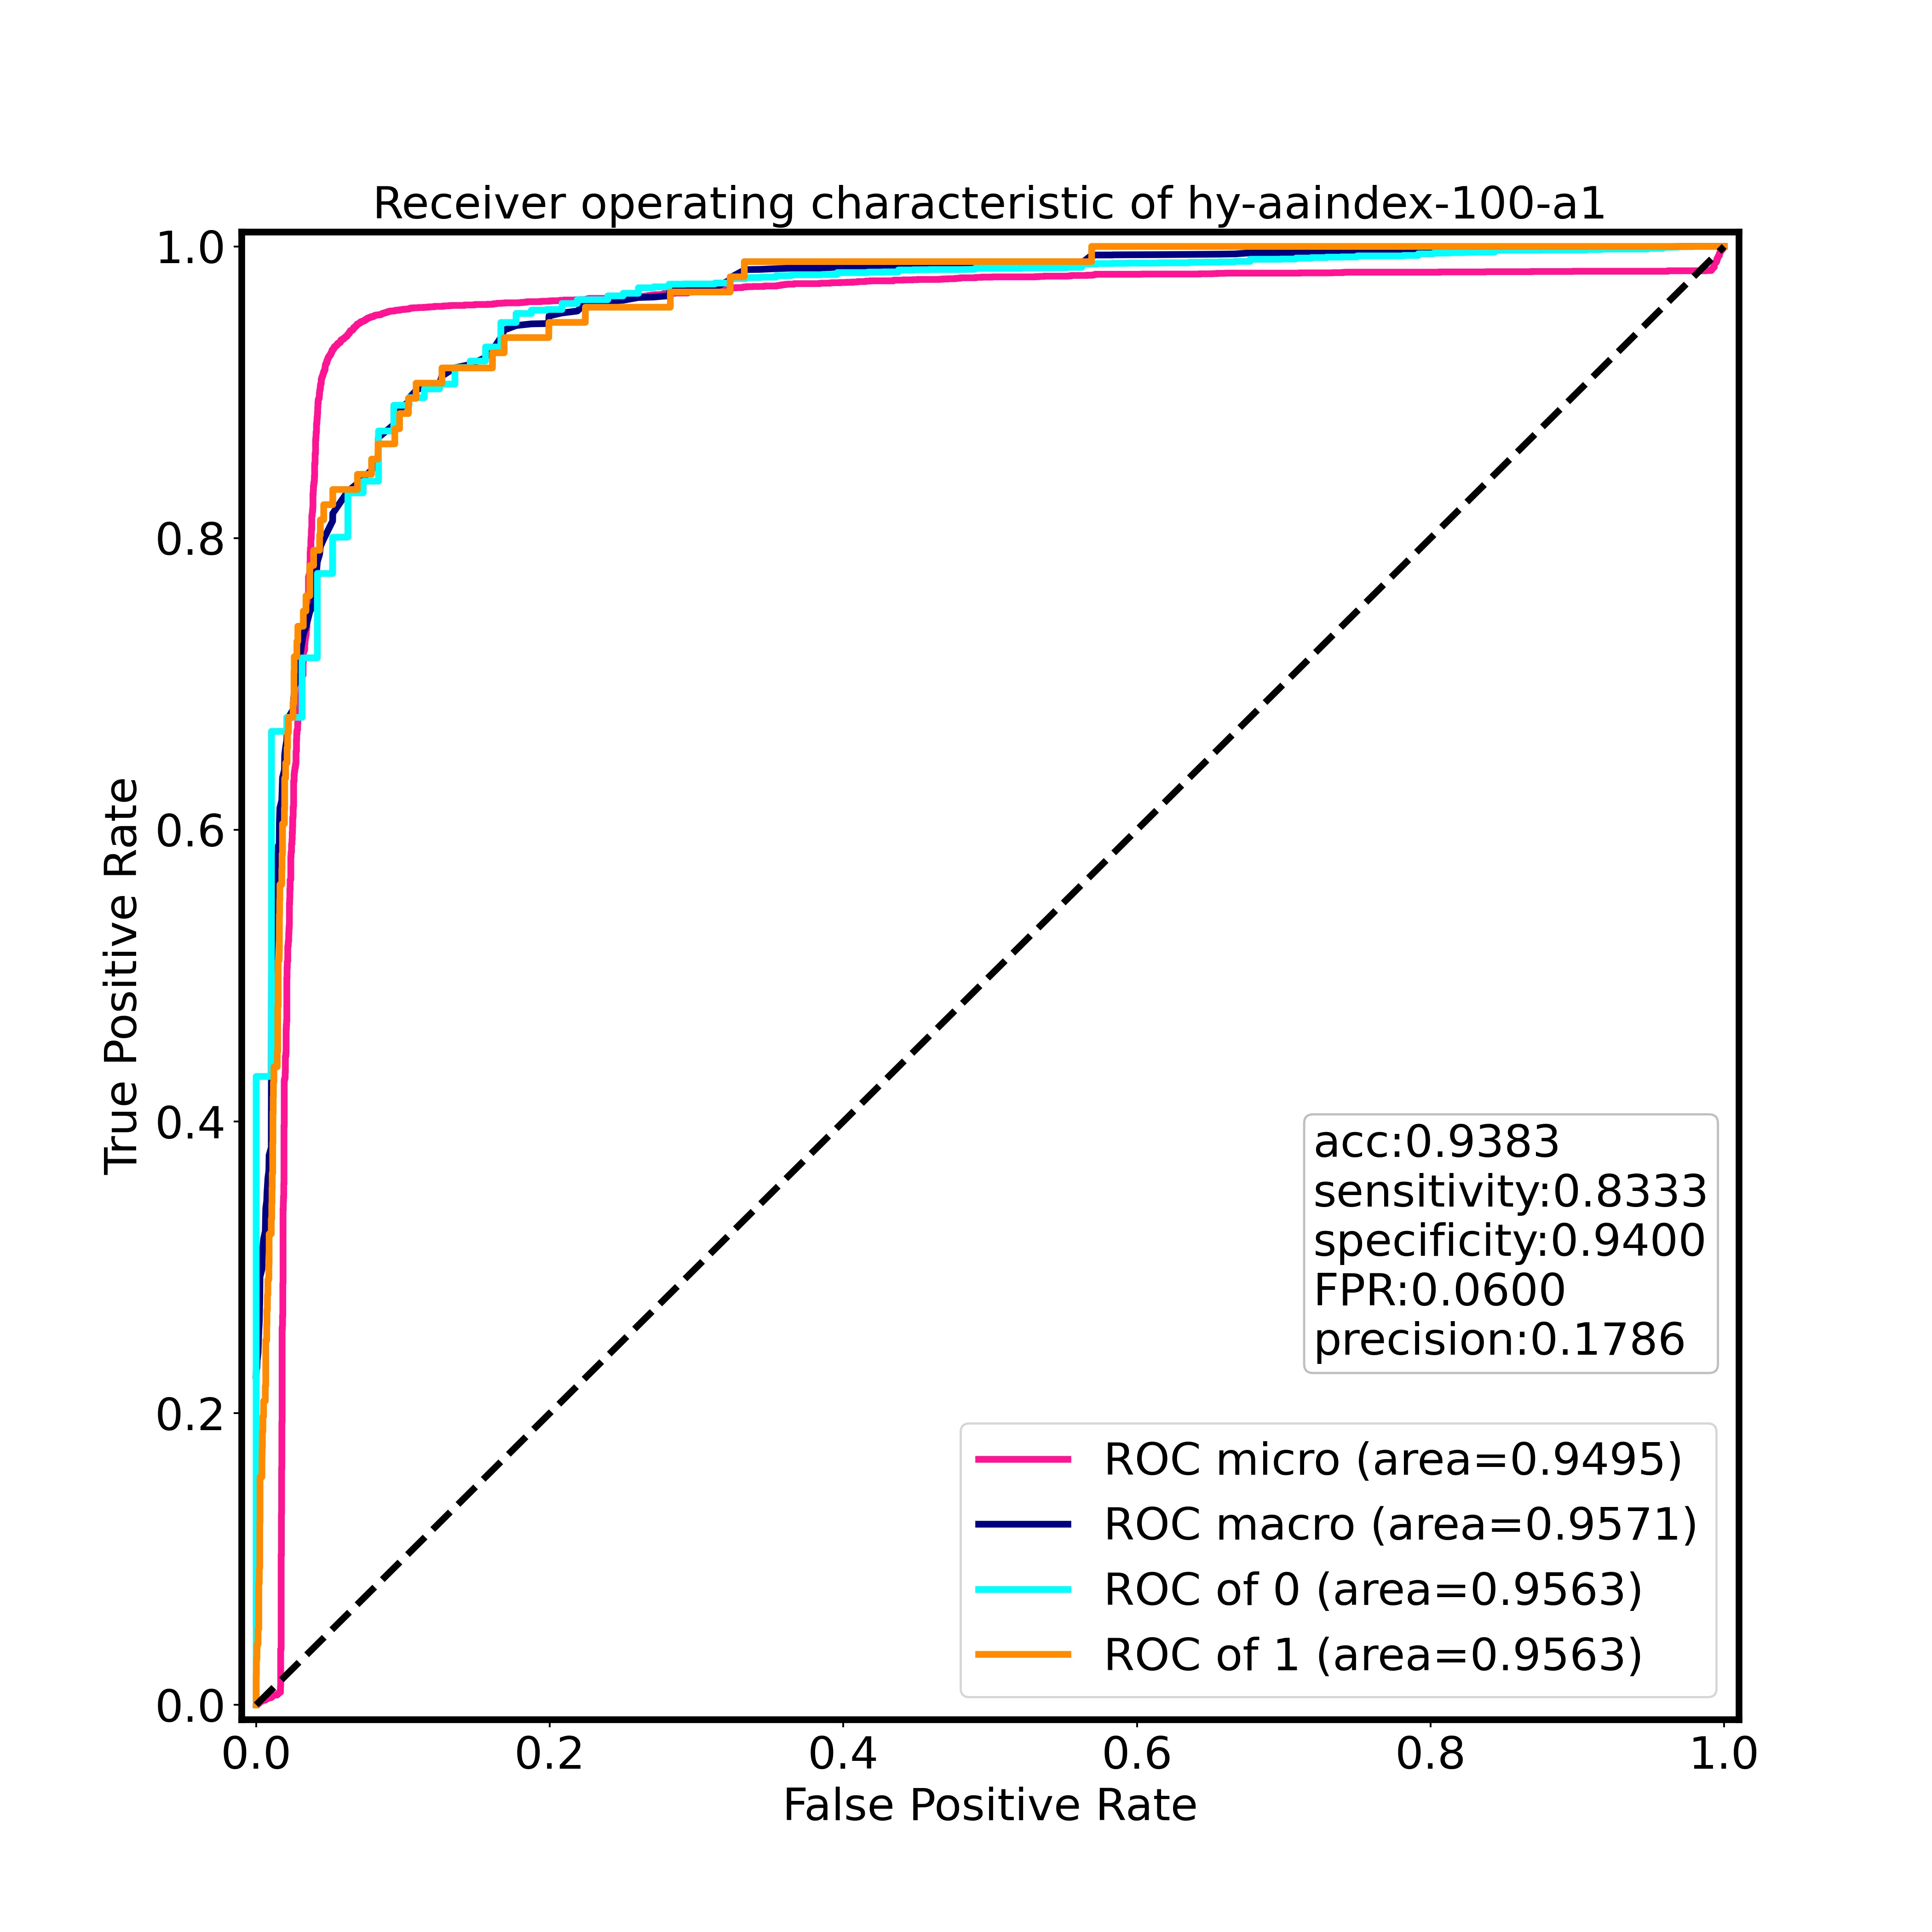 Receiver operating characteristic of hy-aaindex-100-a1
1.0
0.8
0.6
0.4
0.2
0.0
True Positive Rate
acc:0.9383
sensitivity:0.8333
specificity:0.9400
FPR:0.0600
precision:0.1786
ROC micro (area=0.9495)
ROC macro (area=0.9571)
ROC of 0 (area=0.9563)
ROC of 1 (area=0.9563)
0.0 0.2 0.4 0.6 0.8 1.0
False Positive Rate